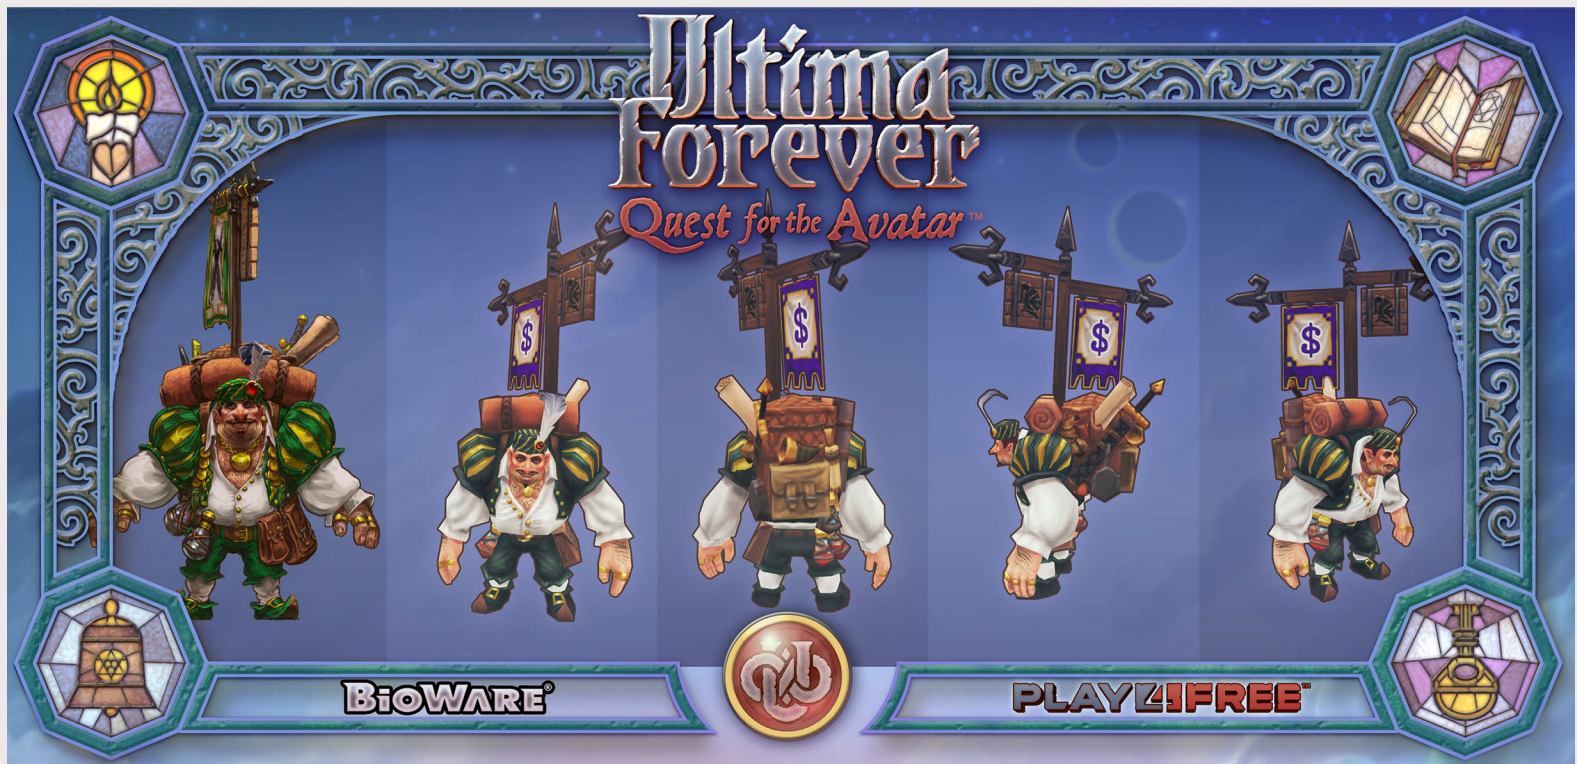 Ultima
Forever
Quest for the Avatar™
$ $ $ $
BIOWARE®
PLAY4FREE™